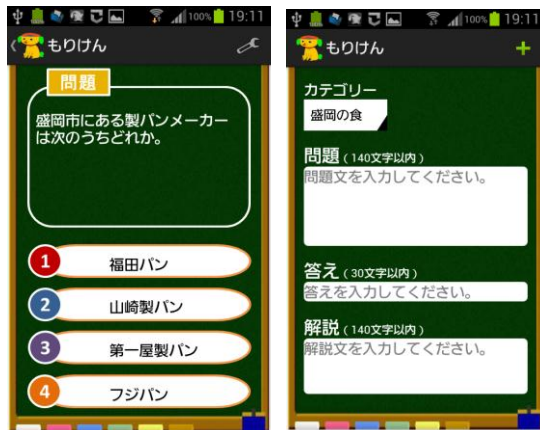 100% 19:11
もりけん
問題
盛岡市にある製パンメーカー
は次のうちどれか。
1 福田パン
2 山崎製パン
3 第一屋製パン
4 フジパン
100% 19:11
もりけん
カテゴリー
盛岡の食
問題(140文字以内)
問題文を入力してください。
答え(30文字以内)
答えを入力してください。
解説(140文字以内)
解説文を入力してください。